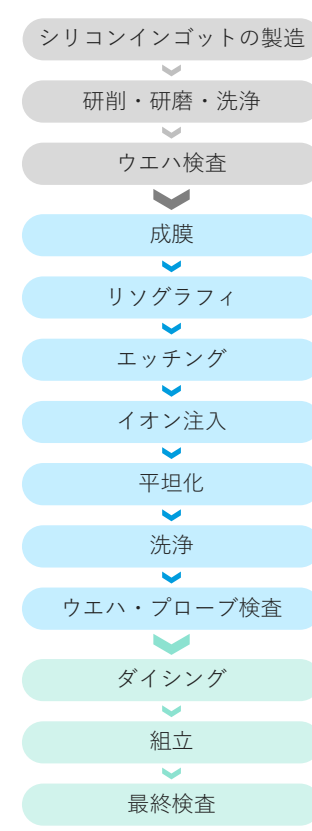 シリコンインゴットの製造
研削・研磨・洗浄
ウエハ検査
成膜
リソグラフィ
エッチング
イオン注入
平坦化
洗浄
ウエハ・プローブ検査
ダイシング
組立
最終検査